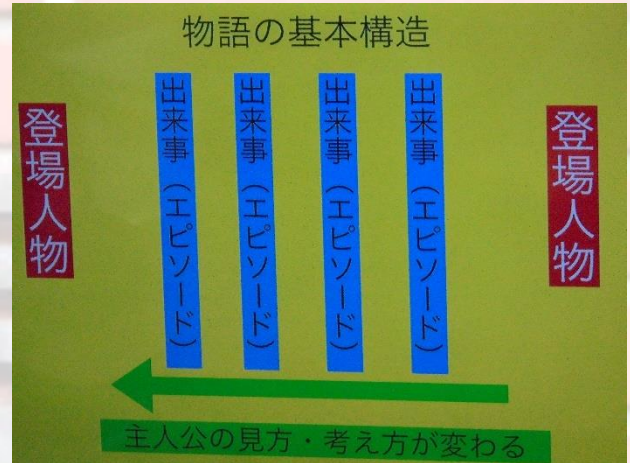 物語の基本構造
登場人物
出来事（エピソード）
出来事（エピソード）
出来事（エピソード）
出来事（エピソード）
登場人物
主人公の見方・考え方が変わる